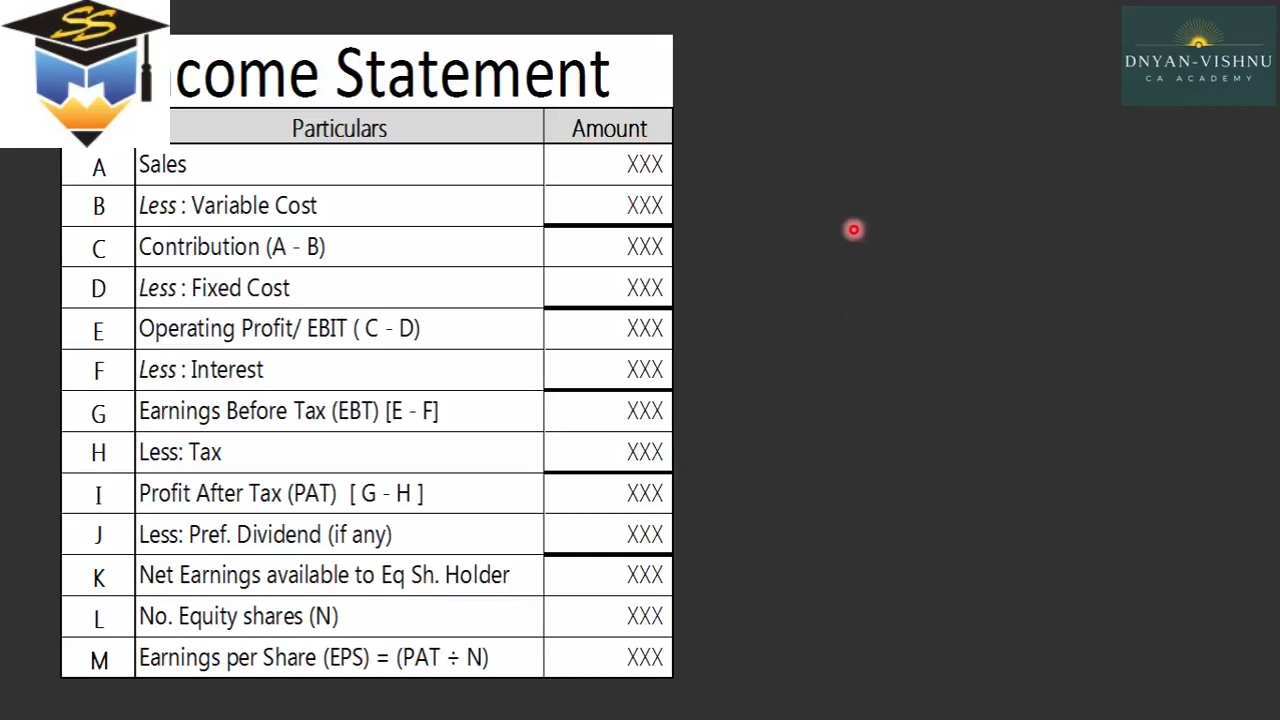 SS
DNYAN-VISHNU
CA ACADEMY
come Statement
Particulars Amount
A Sales XXX
B Less : Variable Cost XXX
C Contribution (A - B) XXX
D Less : Fixed Cost XXX
E Operating Profit/ EBIT ( C - D) XXX
F Less : Interest XXX
G Earnings Before Tax (EBT) [E - F] XXX
H Less: Tax XXX
I Profit After Tax (PAT) [ G - H ] XXX
J Less: Pref. Dividend (if any) XXX
K Net Earnings available to Eq Sh. Holder XXX
L No. Equity shares (N) XXX
M Earnings per Share (EPS) = (PAT ÷ N) XXX